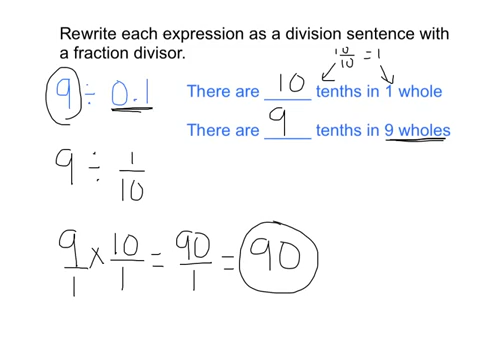 Rewrite each expression as a division sentence with
a fraction divisor.
10/10 = 1
9 ÷ 0.1
There are 10 tenths in 1 whole
There are 9 tenths in 9 wholes
9 ÷ 1/10
9/1 × 10/1 = 90/1 = 90